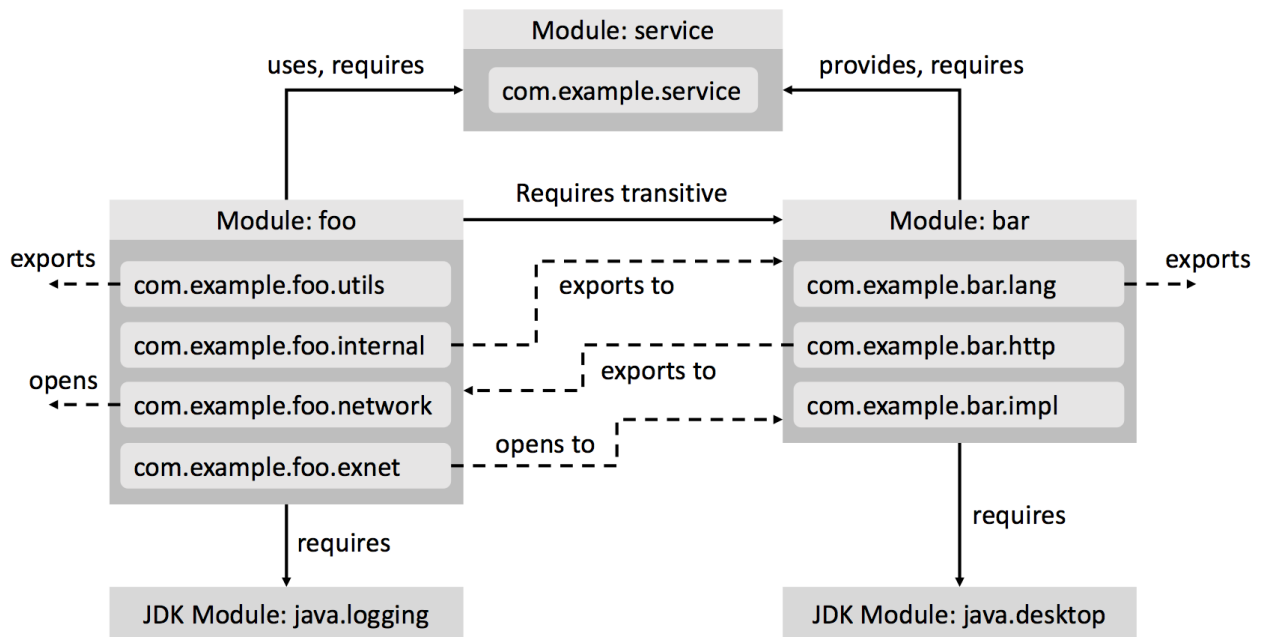 Module: service
uses, requires
provides, requires
com.example.service
Requires transitive
Module: foo
Module: bar
exports
exports
com.example.foo.utils
exports to
com.example.bar.lang
com.example.foo.internal
com.example.bar.http
opens
exports to
com.example.foo.network
com.example.bar.impl
opens to
com.example.foo.exnet
requires
requires
JDK Module: java.logging
JDK Module: java.desktop